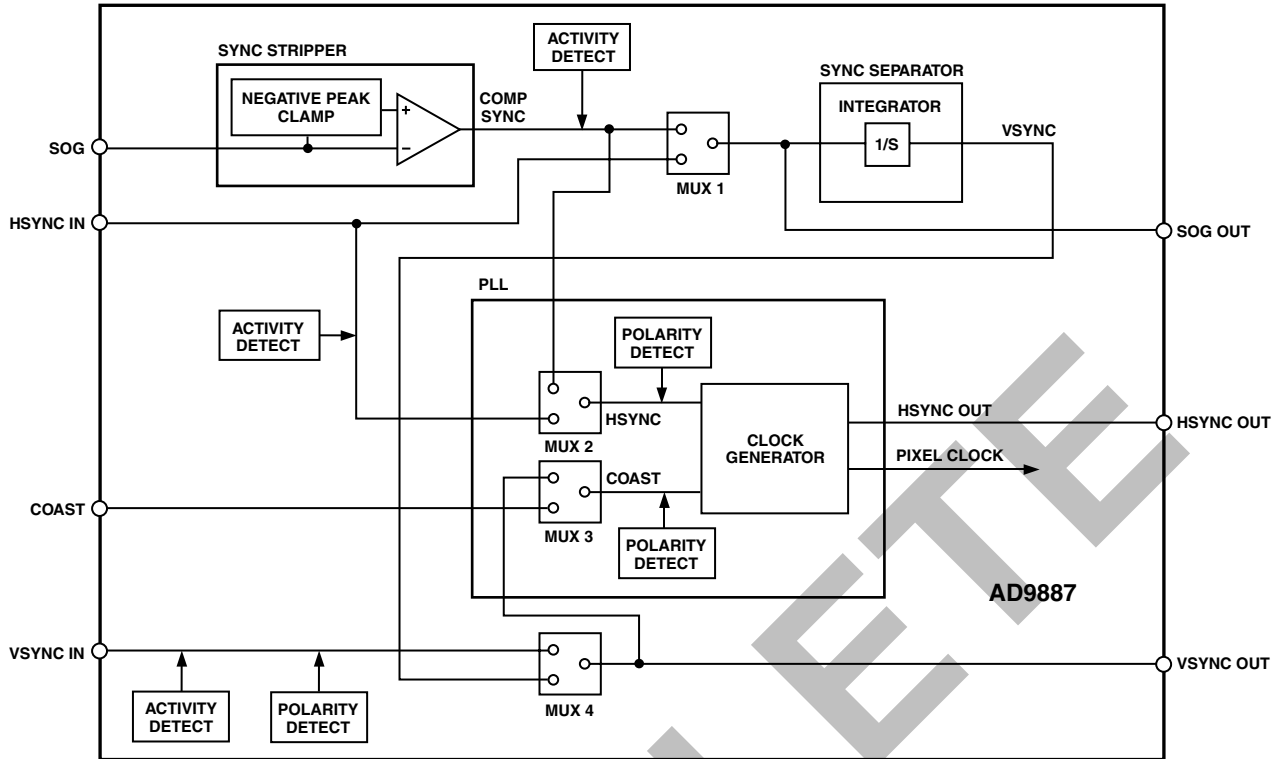 SYNC STRIPPER
NEGATIVE PEAK
CLAMP
+
−
COMP
SYNC
ACTIVITY
DETECT
SYNC SEPARATOR
INTEGRATOR
1/S
VSYNC
MUX 1
SOG
HSYNC IN
SOG OUT
PLL
ACTIVITY
DETECT
POLARITY
DETECT
HSYNC
MUX 2
CLOCK
GENERATOR
HSYNC OUT
HSYNC OUT
PIXEL CLOCK
COAST
COAST
MUX 3
POLARITY
DETECT
AD9887
VSYNC IN
ACTIVITY
DETECT
POLARITY
DETECT
MUX 4
VSYNC OUT
ETE